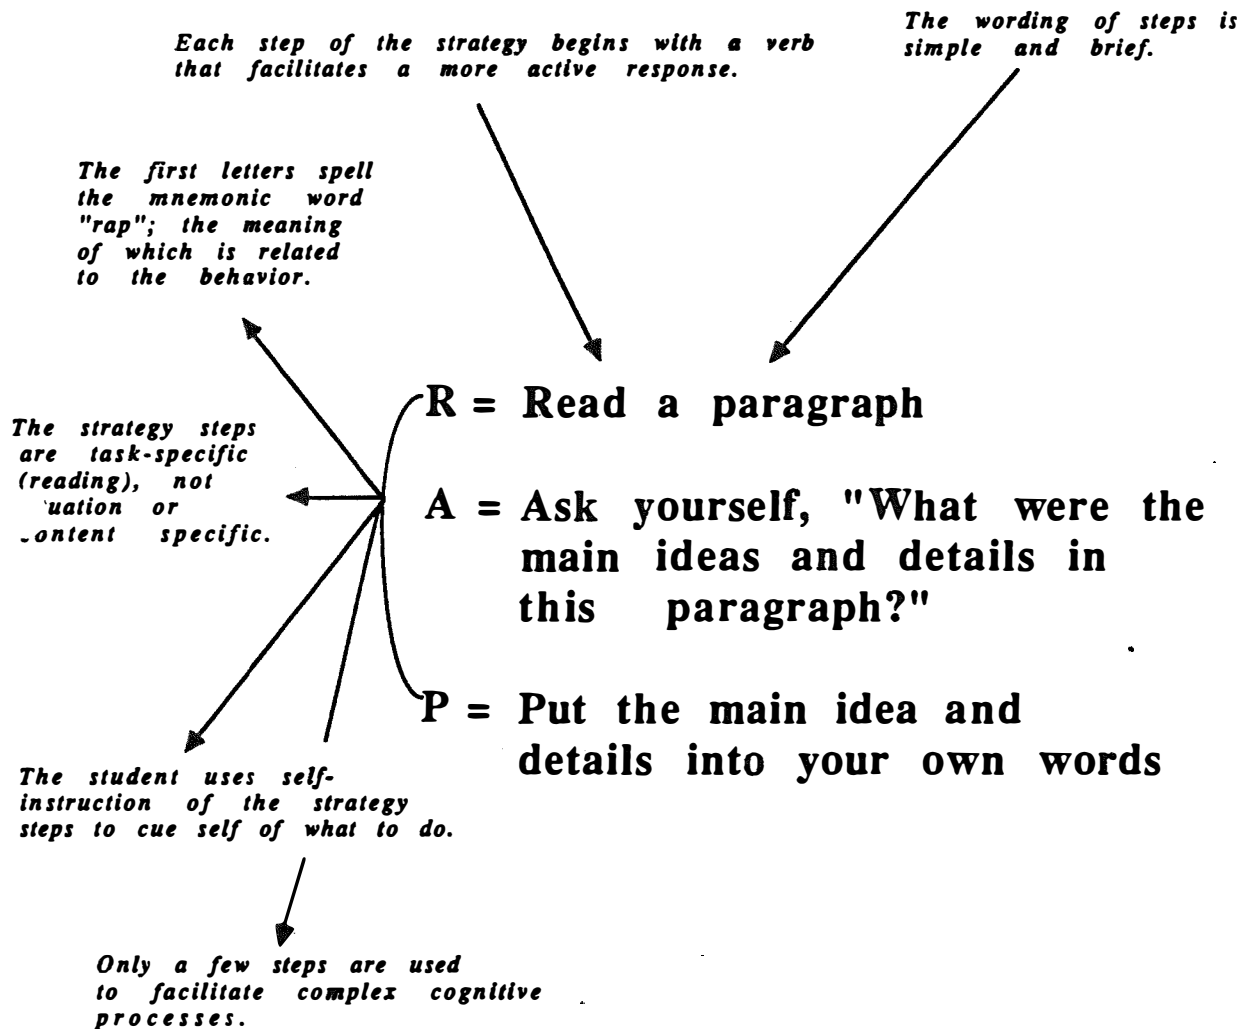 Each step of the strategy begins with a verb
that facilitates a more active response.
The wording of steps is
simple and brief.
The first letters spell
the mnemonic word
"rap"; the meaning
of which is related
to the behavior.
R = Read a paragraph
The strategy steps
are task-specific
(reading), not
uation or
ontent specific.
A = Ask yourself, "What were the
main ideas and details in
this paragraph?"
P = Put the main idea and
details into your own words
The student uses self-
instruction of the strategy
steps to cue self of what to do.
Only a few steps are used
to facilitate complex cognitive
processes.